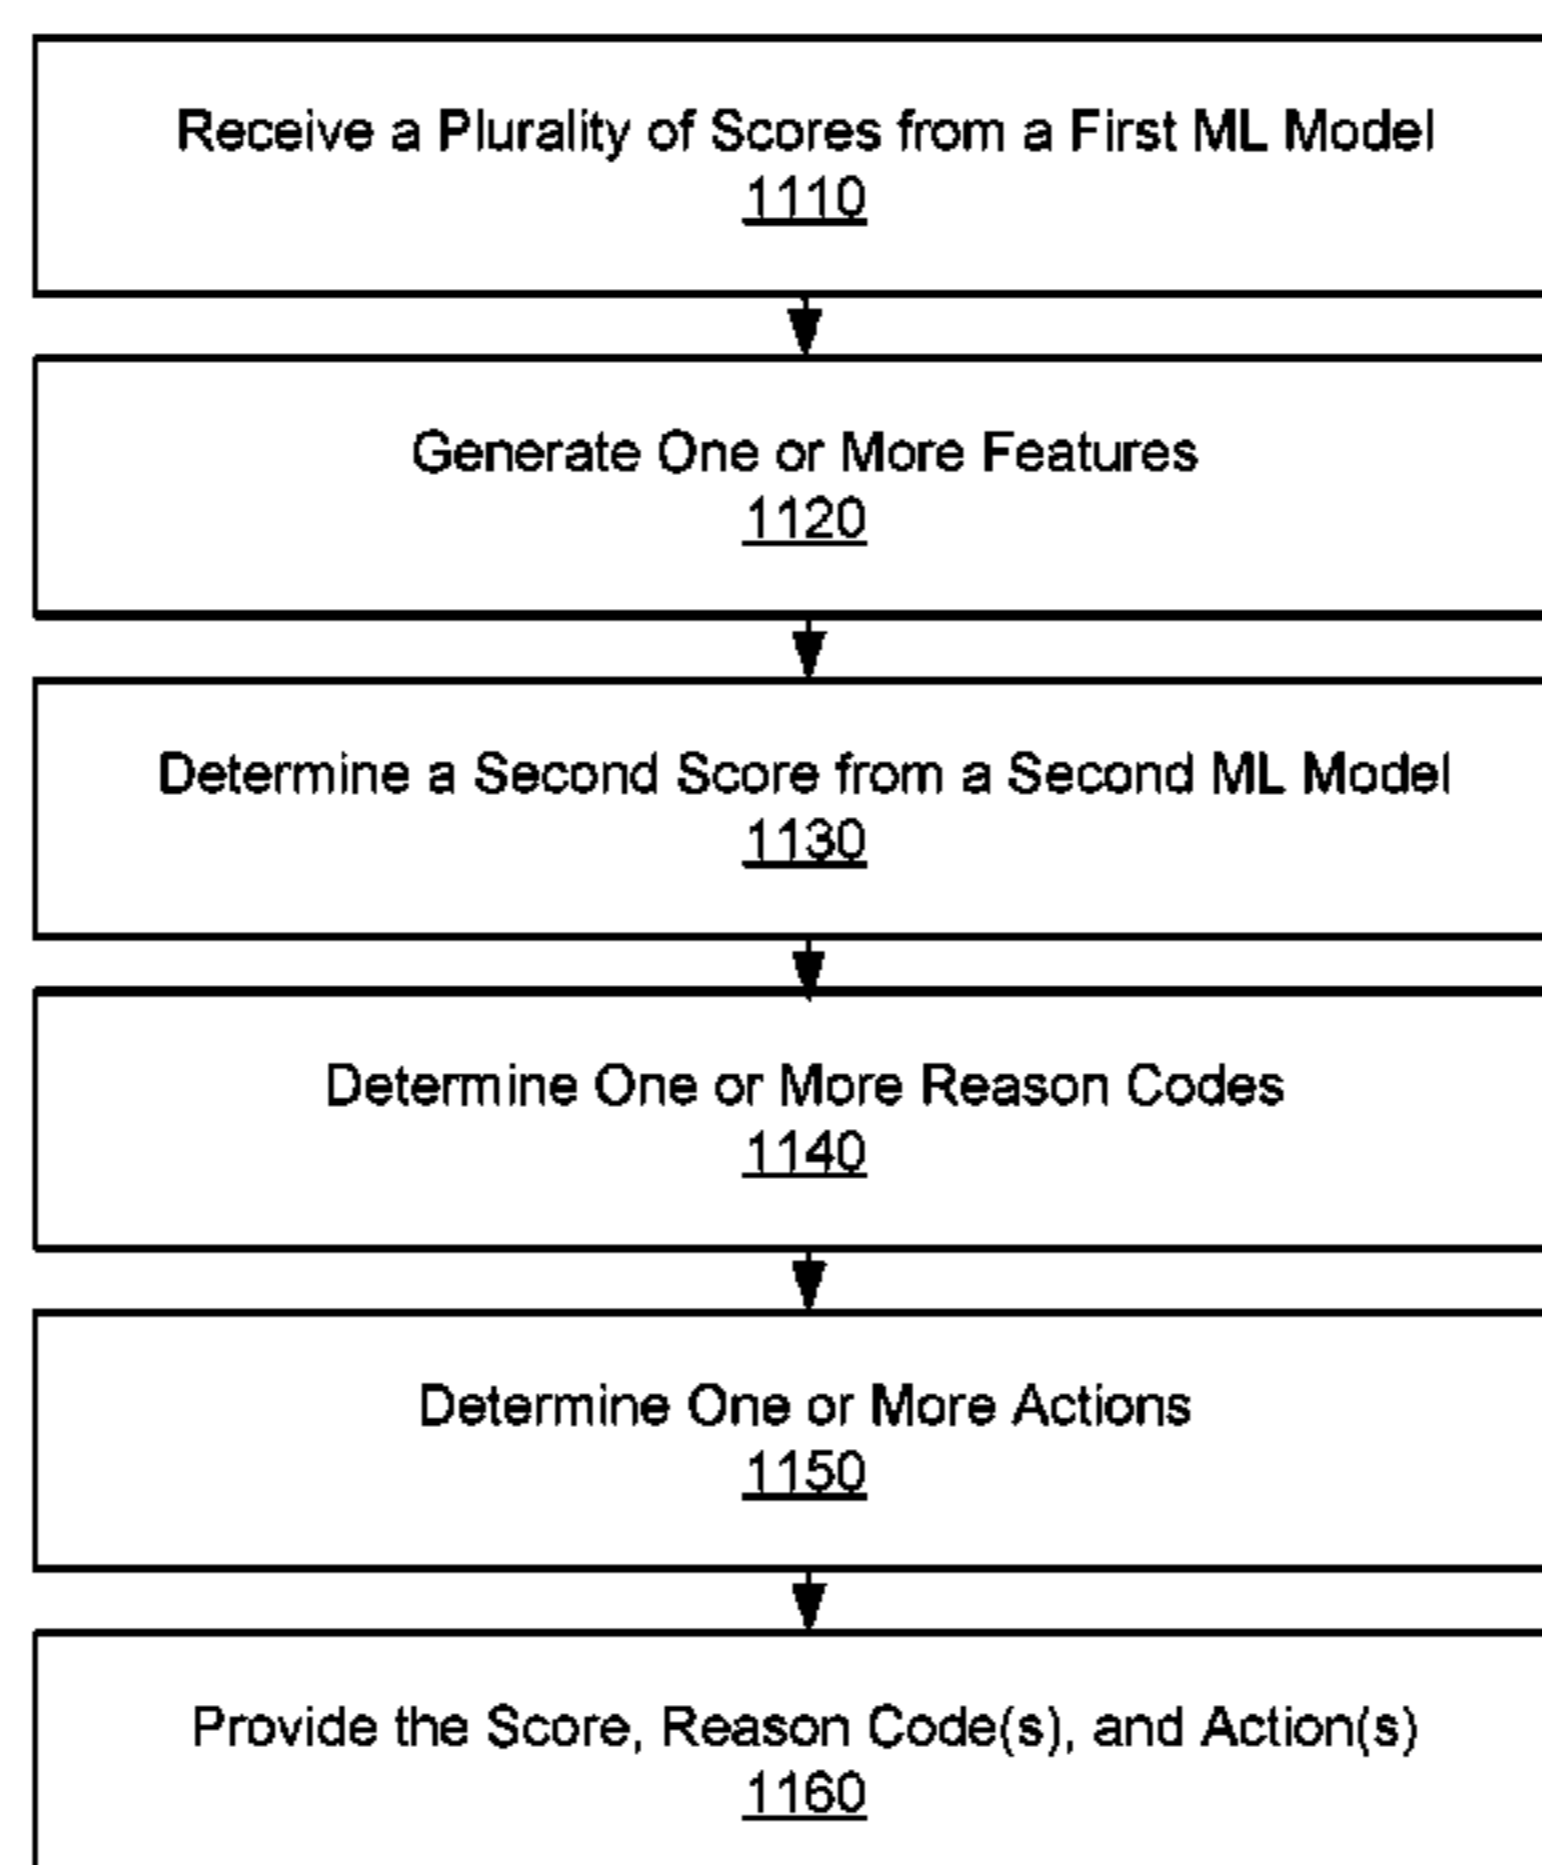 Receive a Plurality of Scores from a First ML Model
1110
Generate One or More Features
1120
Determine a Second Score from a Second ML Model
1130
Determine One or More Reason Codes
1140
Determine One or More Actions
1150
Provide the Score, Reason Code(s), and Action(s)
1160